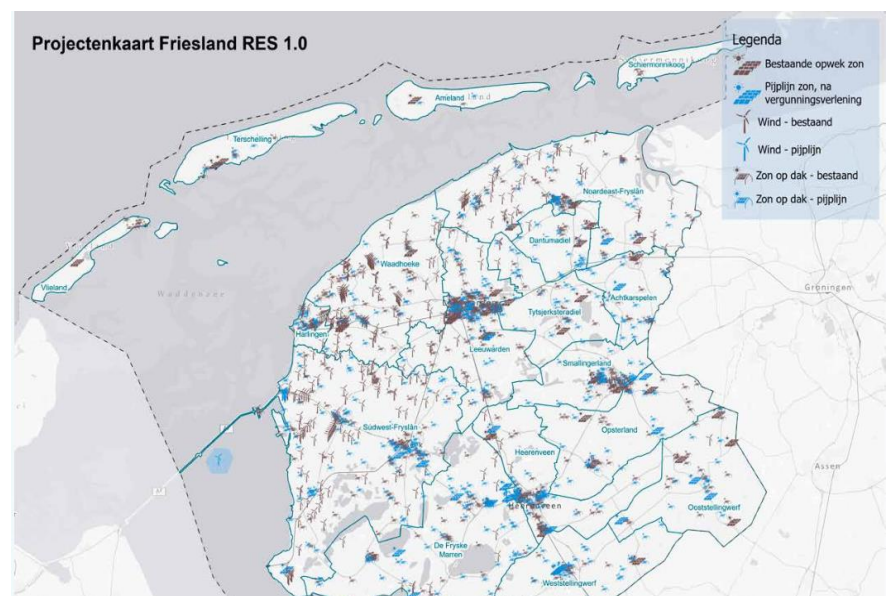 Projectenkaart Friesland RES 1.0
Legenda
Bestaande opwek zon
Pijplijn zon, na
vergunningsverlening
Wind - bestaand
Wind - pijplijn
Zon op dak - bestaand
Zon op dak - pijplijn
Schiermonnikoog
Ameland
Terschelling
Vlieland
Waddyskee
Noardeast-Fryslân
Dantumadiel
Waadhoeke
Achtkarspelen
Groningen
Harlingen
Tytsjerksteradiel
Leeuwarden
Smallingerland
Súdwest-Fryslân
Opsterland
Heerenveen
Heerenveen
Assen
Ooststellingwerf
De Fryske
Marren
Weststellingwerf